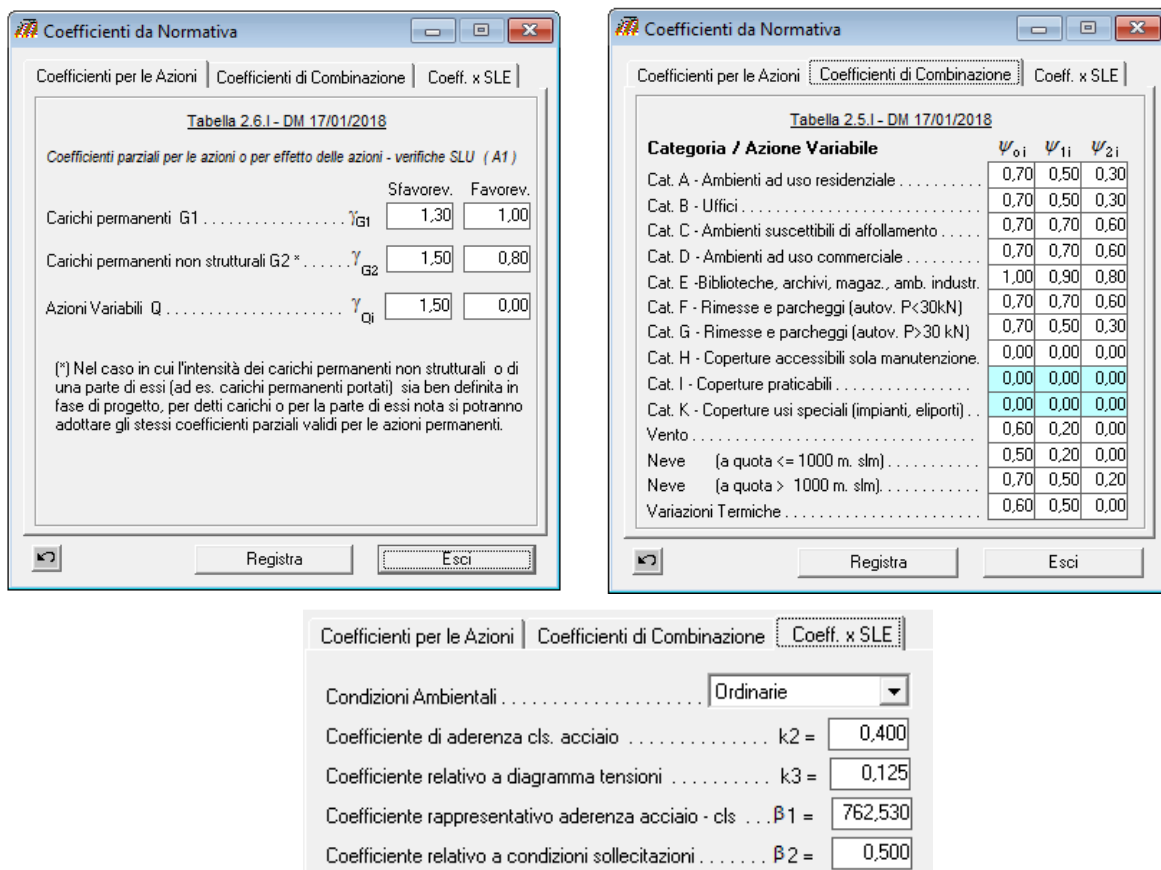 Coefficienti da Normativa
Coefficienti per le Azioni Coefficienti di Combinazione Coeff. x SLE
Tabella 2.6.I - DM 17/01/2018
Coefficienti parziali per le azioni o per effetto delle azioni - verifiche SLU ( A1 )
Sfavorev. Favorev.
Carichi permanenti G1 . . . . . . . . . . . . . . . . . γG1 1,30 1,00
Carichi permanenti non strutturali G2 * . . . . . . γG2 1,50 0,80
Azioni Variabili Q . . . . . . . . . . . . . . . . . . . . . γQi 1,50 0,00
(*) Nel caso in cui l'intensità dei carichi permanenti non strutturali o di
una parte di essi (ad es. carichi permanenti portati) sia ben definita in
fase di progetto, per detti carichi o per la parte di essi nota si potranno
adottare gli stessi coefficienti parziali validi per le azioni permanenti.
Registra Esci
Coefficienti da Normativa
Coefficienti per le Azioni Coefficienti di Combinazione Coeff. x SLE
Tabella 2.5.I - DM 17/01/2018
Categoria / Azione Variabile Ψoi Ψ1i Ψ2i
Cat. A - Ambienti ad uso residenziale . . . . . . . . . . 0,70 0,50 0,30
Cat. B - Uffici . . . . . . . . . . . . . . . . . . . . . . . . . . . . 0,70 0,50 0,30
Cat. C - Ambienti suscettibili di affollamento . . . . . 0,70 0,70 0,60
Cat. D - Ambienti ad uso commerciale . . . . . . . . . 0,70 0,70 0,60
Cat. E -Biblioteche, archivi, magaz., amb. industr. 1,00 0,90 0,80
Cat. F - Rimesse e parcheggi (autov. P<30kN) 0,70 0,70 0,60
Cat. G - Rimesse e parcheggi (autov. P>30 kN) 0,70 0,50 0,30
Cat. H - Coperture accessibili sola manutenzione. 0,00 0,00 0,00
Cat. I - Coperture praticabili . . . . . . . . . . . . . . . . 0,00 0,00 0,00
Cat. K - Coperture usi speciali (impianti, eliporti) . . 0,00 0,00 0,00
Vento . . . . . . . . . . . . . . . . . . . . . . . . . . . . . . . . . 0,60 0,20 0,00
Neve (a quota <= 1000 m. slm) . . . . . . . . . . . 0,50 0,20 0,00
Neve (a quota > 1000 m. slm). . . . . . . . . . . . 0,70 0,50 0,20
Variazioni Termiche . . . . . . . . . . . . . . . . . . . . . . 0,60 0,50 0,00
Registra Esci
Coefficienti per le Azioni Coefficienti di Combinazione Coeff. x SLE
Condizioni Ambientali . . . . . . . . . . . . . . . . . . . . . Ordinarie
Coefficiente di aderenza cls. acciaio . . . . . . . . . . . . . . k2 = 0,400
Coefficiente relativo a diagramma tensioni . . . . . . . . . . k3 = 0,125
Coefficiente rappresentativo aderenza acciaio - cls . . . β1 = 762,530
Coefficiente relativo a condizioni sollecitazioni . . . . . . . β2 = 0,500